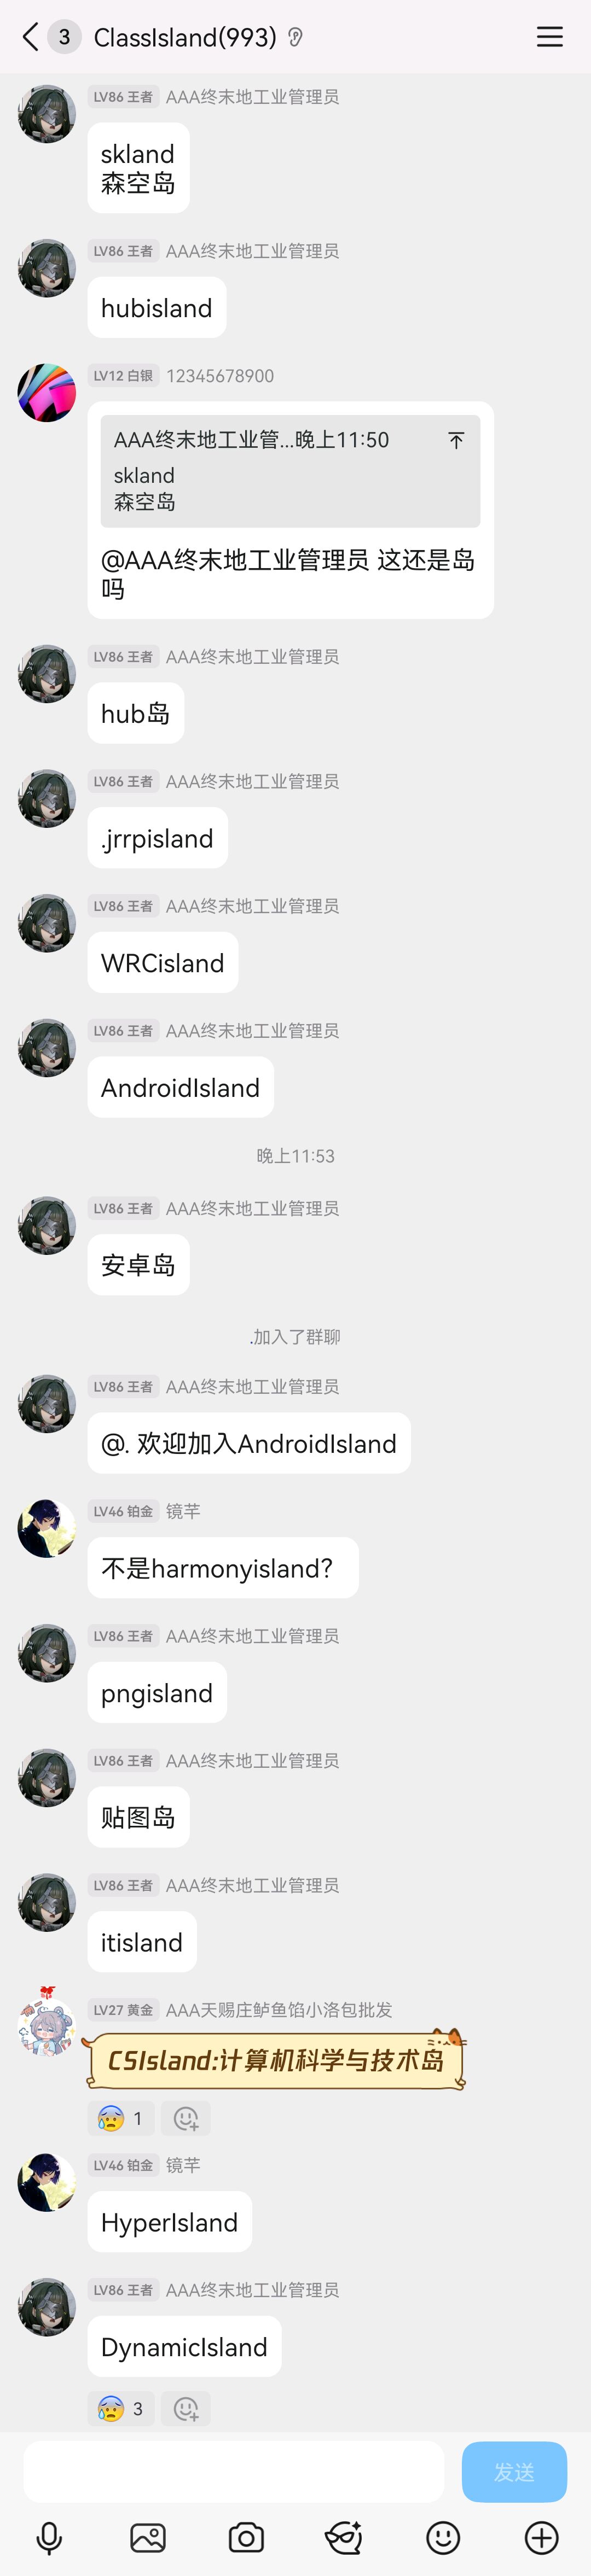 3 ClassIsland(993)
LV86 王者 AAA终末地工业管理员
skland
森空岛
LV86 王者 AAA终末地工业管理员
hubisland
LV12 白银 12345678900
AAA终末地工业管...晚上11:50
skland
森空岛
@AAA终末地工业管理员 这还是岛
吗
LV86 王者 AAA终末地工业管理员
hub岛
LV86 王者 AAA终末地工业管理员
.jrrpisland
LV86 王者 AAA终末地工业管理员
WRCisland
LV86 王者 AAA终末地工业管理员
AndroidIsland
晚上11:53
LV86 王者 AAA终末地工业管理员
安卓岛
.加入了群聊
LV86 王者 AAA终末地工业管理员
@. 欢迎加入AndroidIsland
LV46 铂金 镜芊
不是harmonyisland？
LV86 王者 AAA终末地工业管理员
pngisland
LV86 王者 AAA终末地工业管理员
贴图岛
LV86 王者 AAA终末地工业管理员
itisland
LV27 黄金 AAA天赐庄鲈鱼馅小洛包批发
CSIsland:计算机科学与技术岛
1
LV46 铂金 镜芊
HyperIsland
LV86 王者 AAA终末地工业管理员
DynamicIsland
3
发送